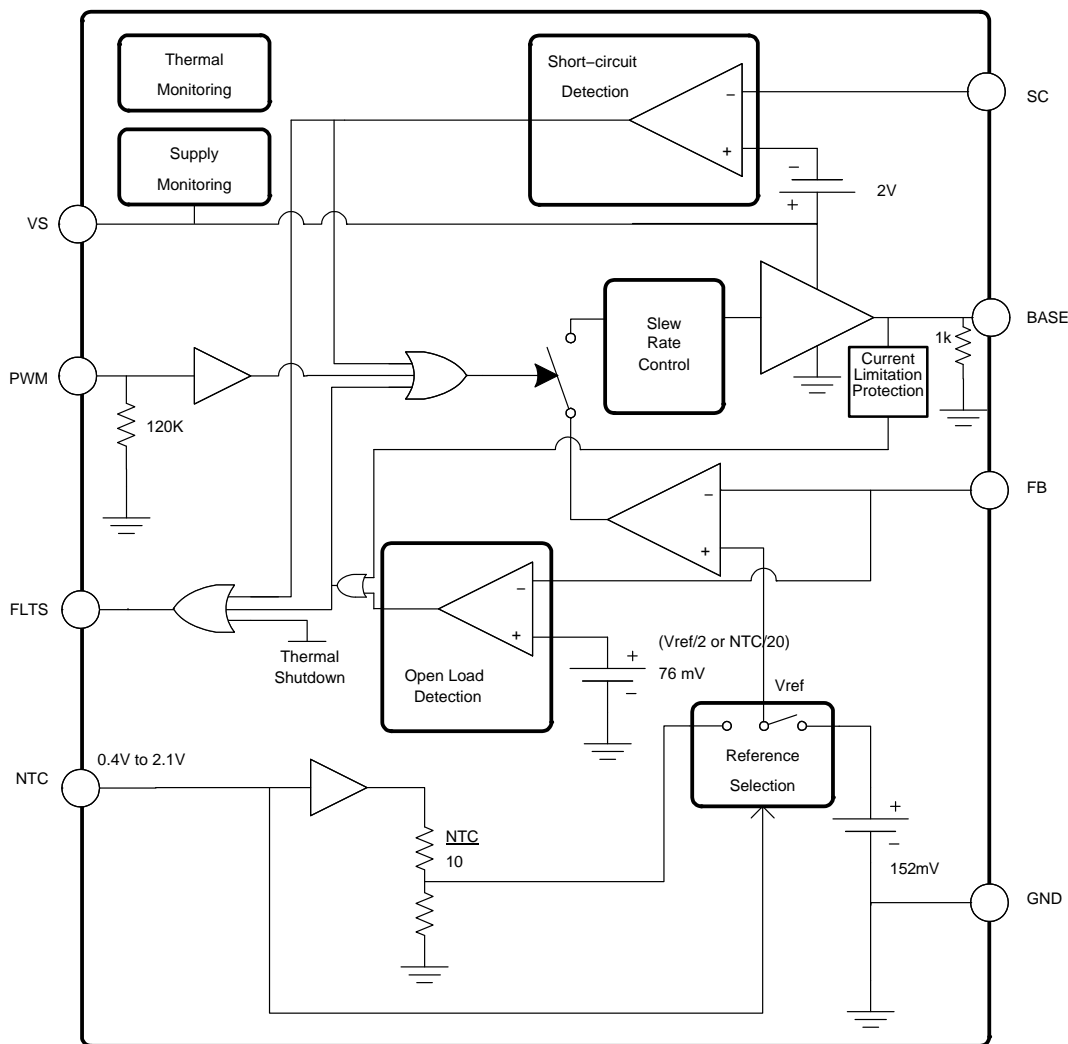 Thermal
Monitoring
Short−circuit
Detection
−
+
SC
Supply
Monitoring
−
+
2V
VS
Slew
Rate
Control
BASE
1k
Current
Limitation
Protection
PWM
120K
FB
−
+
FLTS
Thermal
Shutdown
−
+
Open Load
Detection
(Vref/2 or NTC/20)
+
76 mV
−
Vref
Reference
Selection
NTC
0.4V to 2.1V
NTC
10
+
−
152mV
GND